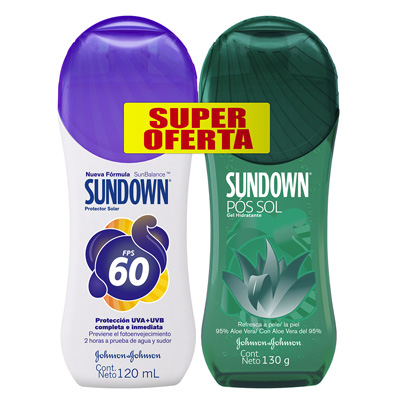 SUPER
OFERTA
Nueva Fórmula SunBalance™
SUNDOWN®
Protector Solar
FPS
60
Protección UVA+UVB
completa e inmediata
Previene el fotoenvejecimiento
2 horas a prueba de agua y sudor
Johnson & Johnson
Cont.
Neto 120 mL
SUNDOWN®
PÓS SOL
Gel Hidratante
Refresca a pele/ la piel
95% Aloe Vera/ Con Aloe Vera del 95%
Johnson & Johnson
Cont.
Neto 130 g